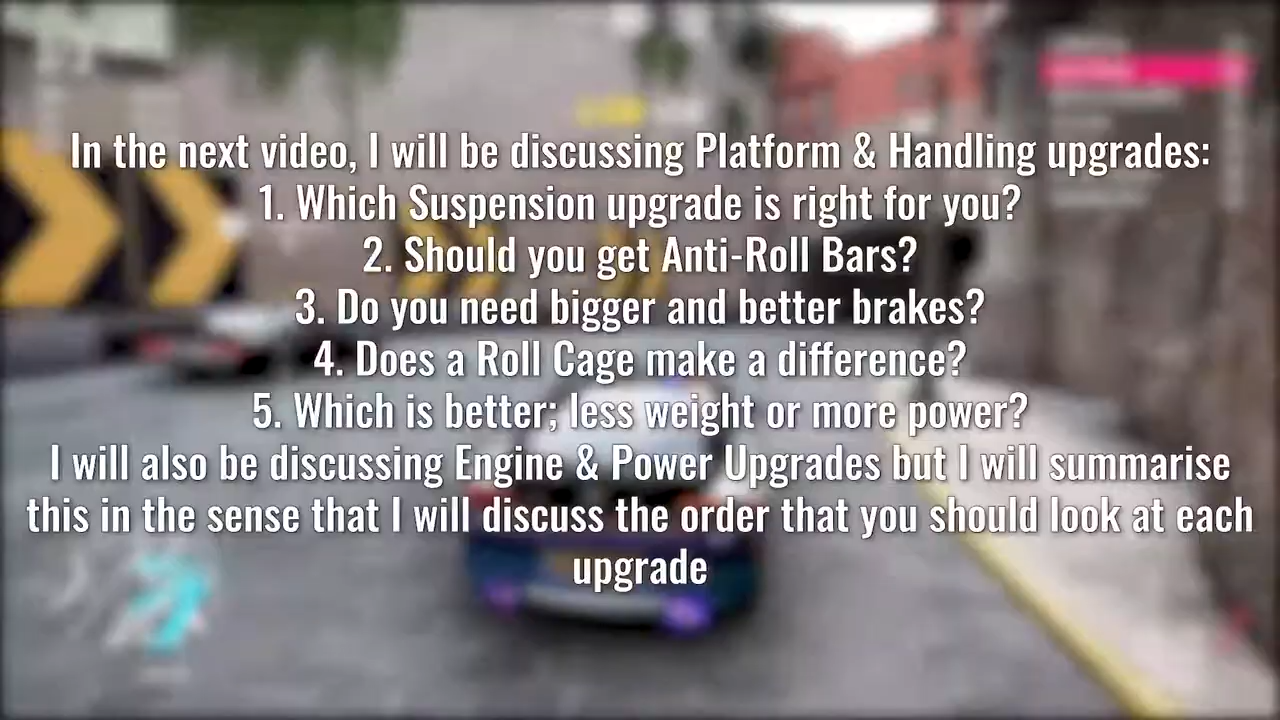 In the next video, I will be discussing Platform & Handling upgrades:
1. Which Suspension upgrade is right for you?
2. Should you get Anti-Roll Bars?
3. Do you need bigger and better brakes?
4. Does a Roll Cage make a difference?
5. Which is better; less weight or more power?
I will also be discussing Engine & Power Upgrades but I will summarise
this in the sense that I will discuss the order that you should look at each
upgrade